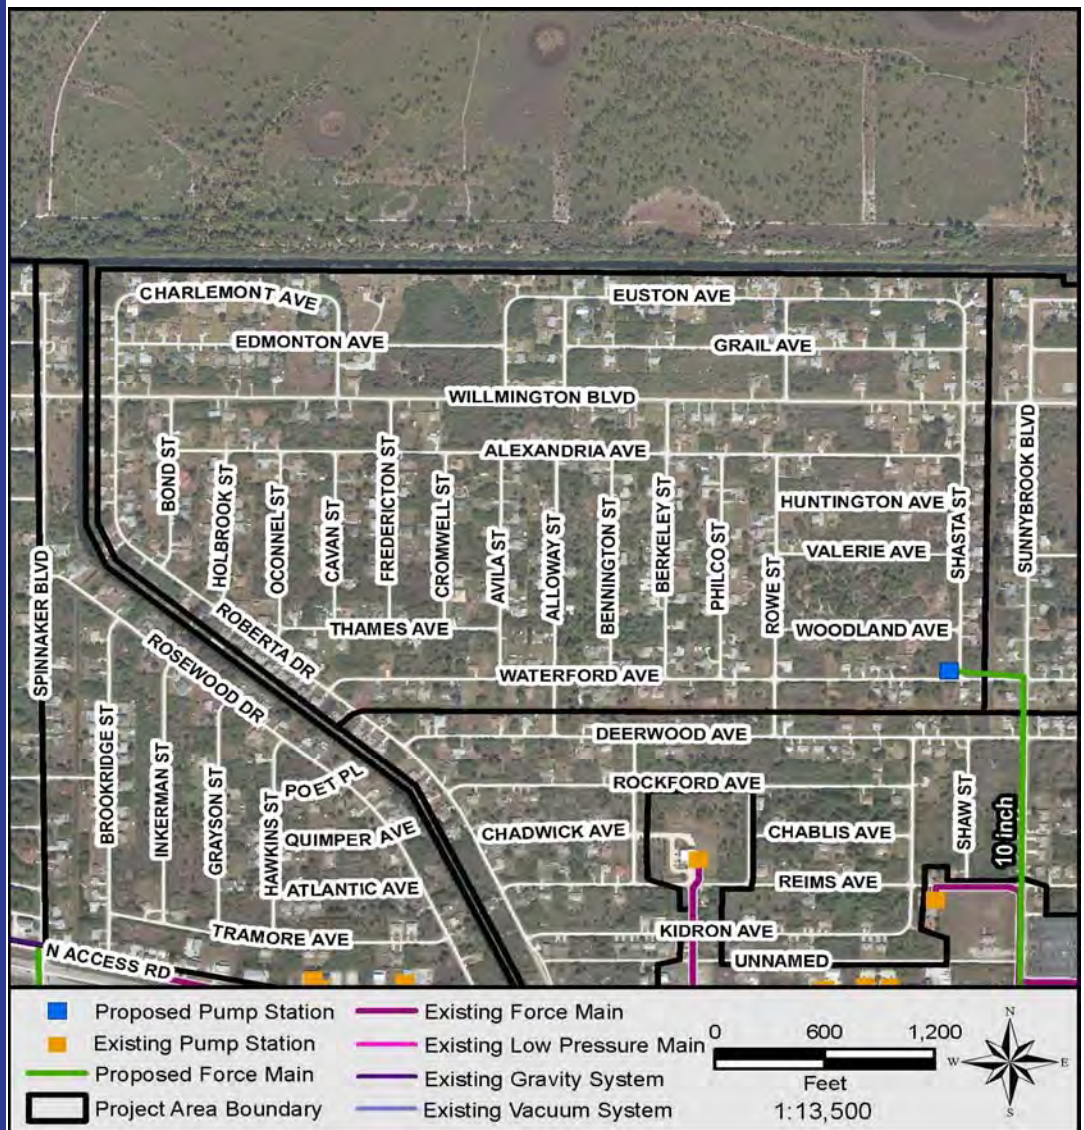 CHARLEMONT AVE
EUSTON AVE
EDMONTON AVE
GRAIL AVE
WILLMINGTON BLVD
ALEXANDRIA AVE
BOND ST
HOLBROOK ST
OCONNEL ST
CAVAN ST
FREDERICTON ST
CROMWELL ST
AVILA ST
ALLOWAY ST
BENNINGTON ST
BERKELEY ST
PHILCO ST
ROWE ST
HUNTINGTON AVE
VALERIE AVE
SHASTA ST
SUNNYBROOK BLVD
SPINNAKER BLVD
THAMES AVE
WOODLAND AVE
ROBERTA DR
ROSEWOOD DR
WATERFORD AVE
DEERWOOD AVE
BROOKRIDGE ST
INKERMAN ST
GRAYSON ST
HAWKINS ST
POET PL
ROCKFORD AVE
QUIMPER AVE
CHADWICK AVE
CHABLIS AVE
SHAW ST
10 inch
ATLANTIC AVE
REIMS AVE
TRAMORE AVE
KIDRON AVE
N ACCESS RD
UNNAMED
Proposed Pump Station
Existing Pump Station
Proposed Force Main
Project Area Boundary
Existing Force Main
Existing Low Pressure Main
Existing Gravity System
Existing Vacuum System
0 600 1,200
Feet
1:13,500
N
W E
S